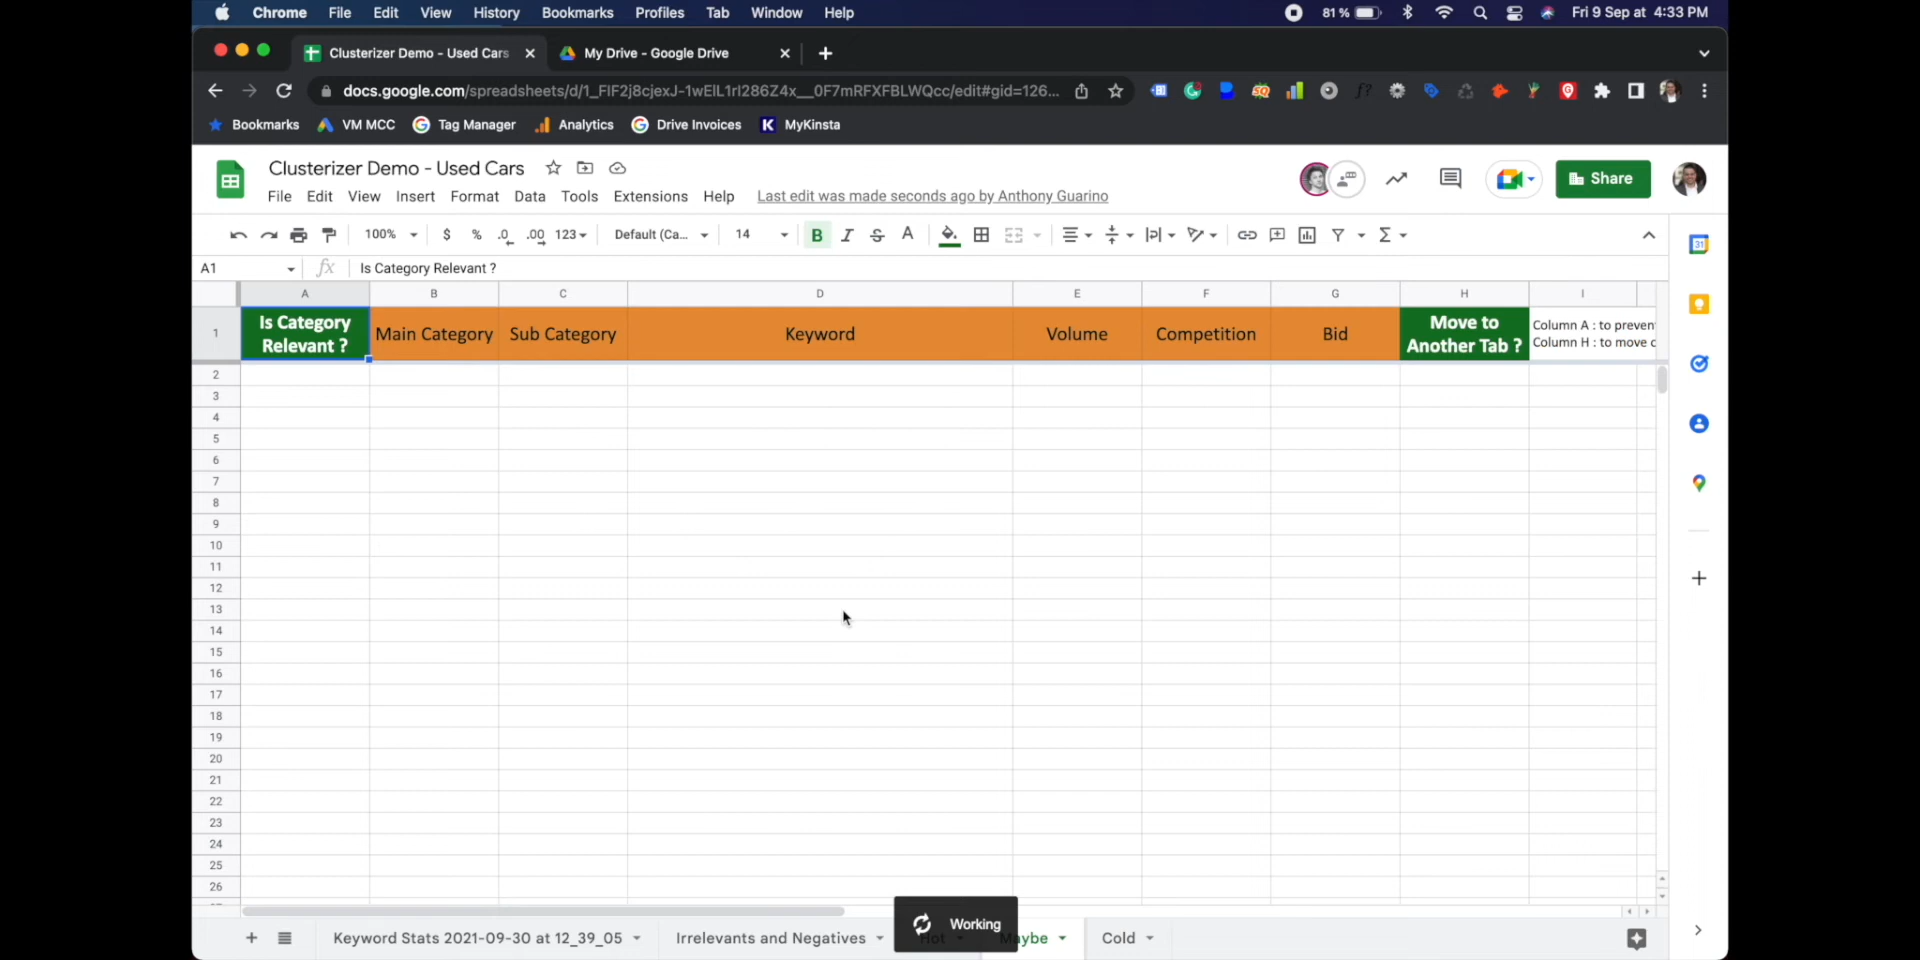 Chrome File Edit View History Bookmarks Profiles Tab Window Help 81% Fri 9 Sep at 4:33 PM
Clusterizer Demo - Used Cars My Drive - Google Drive
docs.google.com/spreadsheets/d/1_FIF2j8cjexJ-1wEIL1rI286Z4x__0F7mRFXFBLWQcc/edit#gid=126...
Bookmarks VM MCC Tag Manager Analytics Drive Invoices MyKinsta
Clusterizer Demo - Used Cars
File Edit View Insert Format Data Tools Extensions Help Last edit was made seconds ago by Anthony Guarino
Share
100% $ % .0 .00 123 Default (Ca... 14 B I S A
A1 fx Is Category Relevant ?
A B C D E F G H I
1 Is Category Relevant ? Main Category Sub Category Keyword Volume Competition Bid Move to Another Tab ? Column A : to preven
Column H : to move c
2
3
4
5
6
7
8
9
10
11
12
13
14
15
16
17
18
19
20
21
22
23
24
25
26
Working
Keyword Stats 2021-09-30 at 12_39_05 Irrelevants and Negatives Hot Maybe Cold